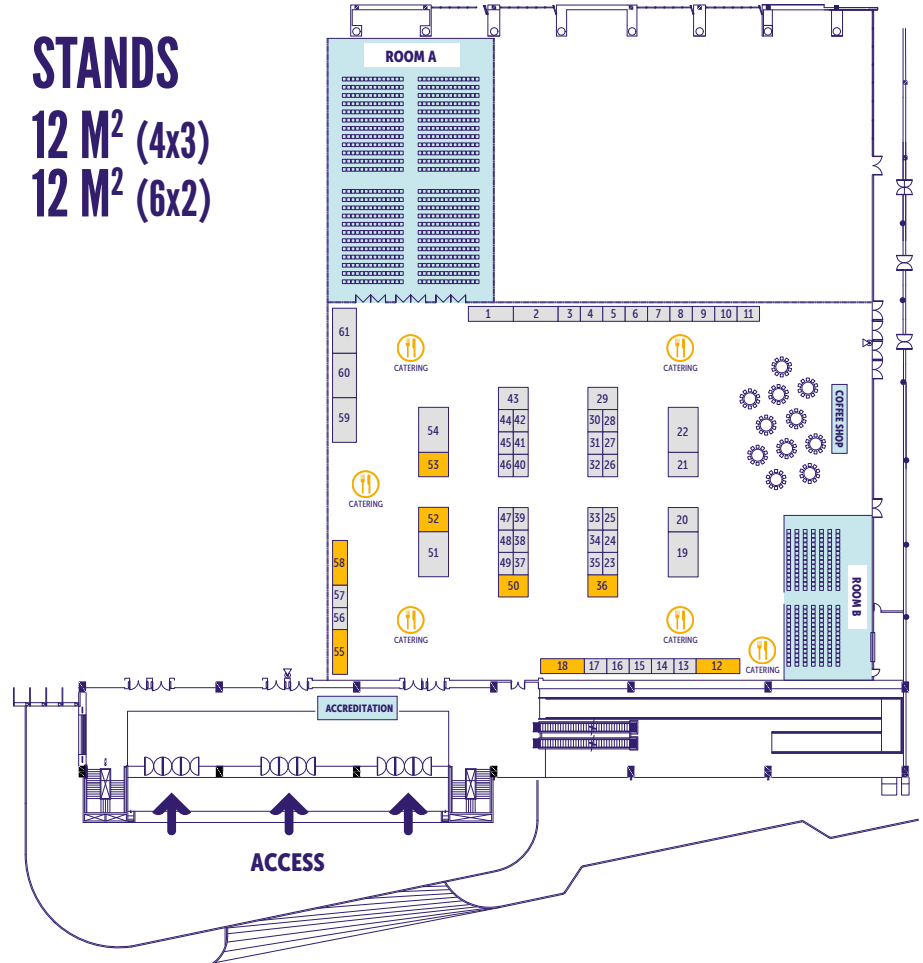 STANDS
12 M² (4x3)
12 M² (6x2)
ROOM A
1 2 3 4 5 6 7 8 9 10 11
61
60
59
CATERING
CATERING
43
44 42
45 41
46 40
29
30 28
31 27
32 26
54
53
22
21
COFFEE SHOP
CATERING
52
51
47 39
48 38
49 37
50
33 25
34 24
35 23
36
20
19
58
57
56
55
CATERING
CATERING
CATERING
ROOM B
18 17 16 15 14 13 12
ACCREDITATION
ACCESS